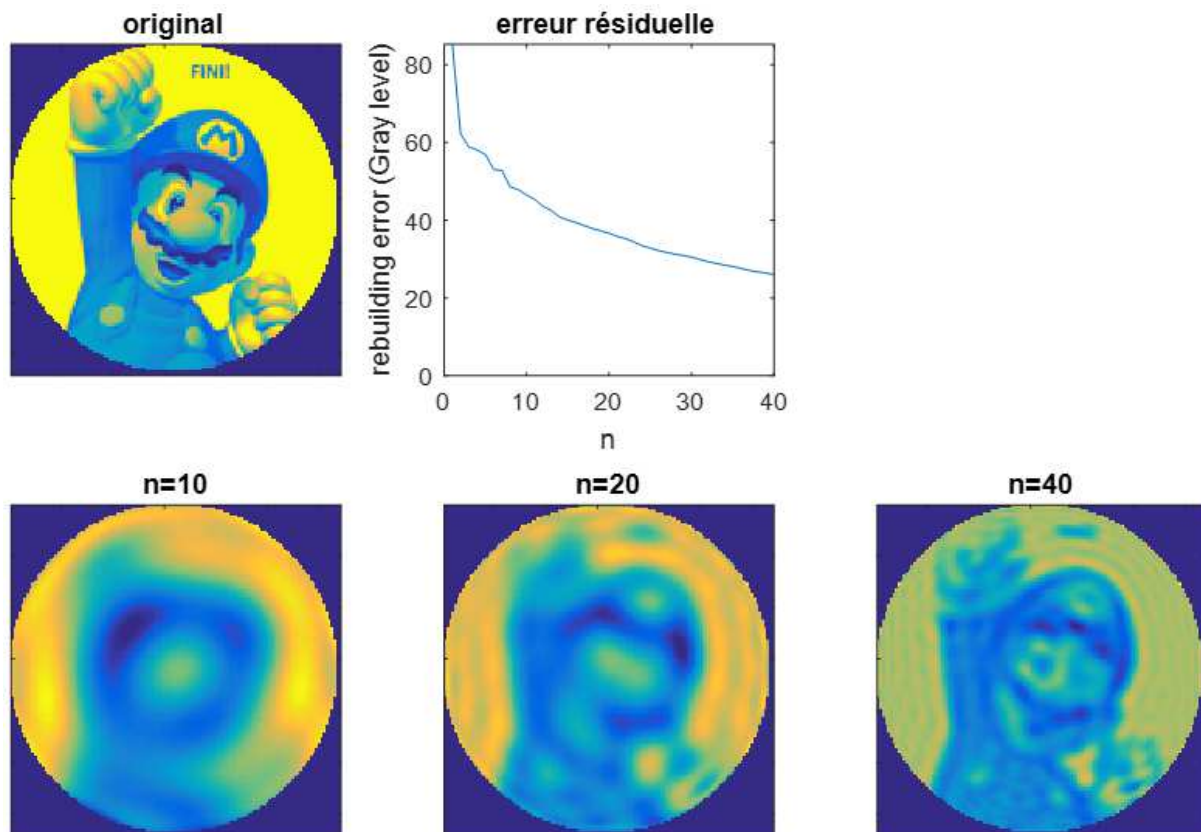 original
FINI!
M
erreur résiduelle
rebuilding error (Gray level)
80
60
40
20
0
0 10 20 30 40
n
n=10
n=20
n=40